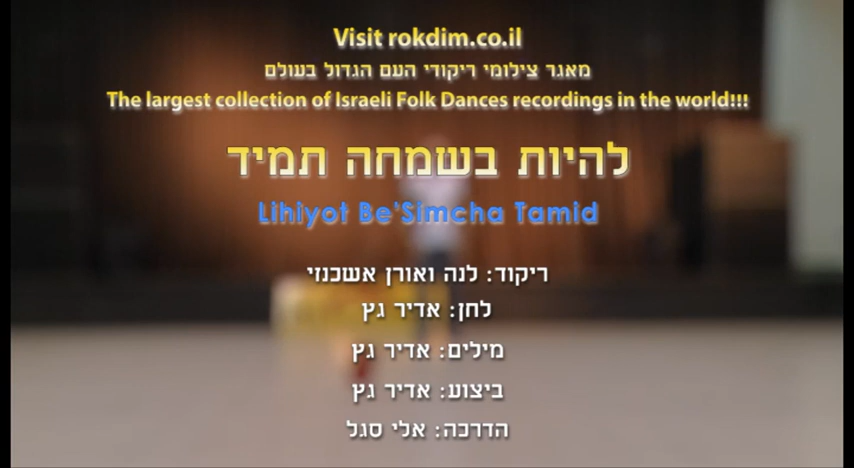 Visit rokdim.co.il
מאגר צילומי ריקודי העם הגדול בעולם
The largest collection of Israeli Folk Dances recordings in the world!!!
להיות בשמחה תמיד
Lihiyot Be'Simcha Tamid
ריקוד: לנה ואורן אשכנזי
לחן: אדיר גץ
מילים: אדיר גץ
ביצוע: אדיר גץ
הדרכה: אלי סגל